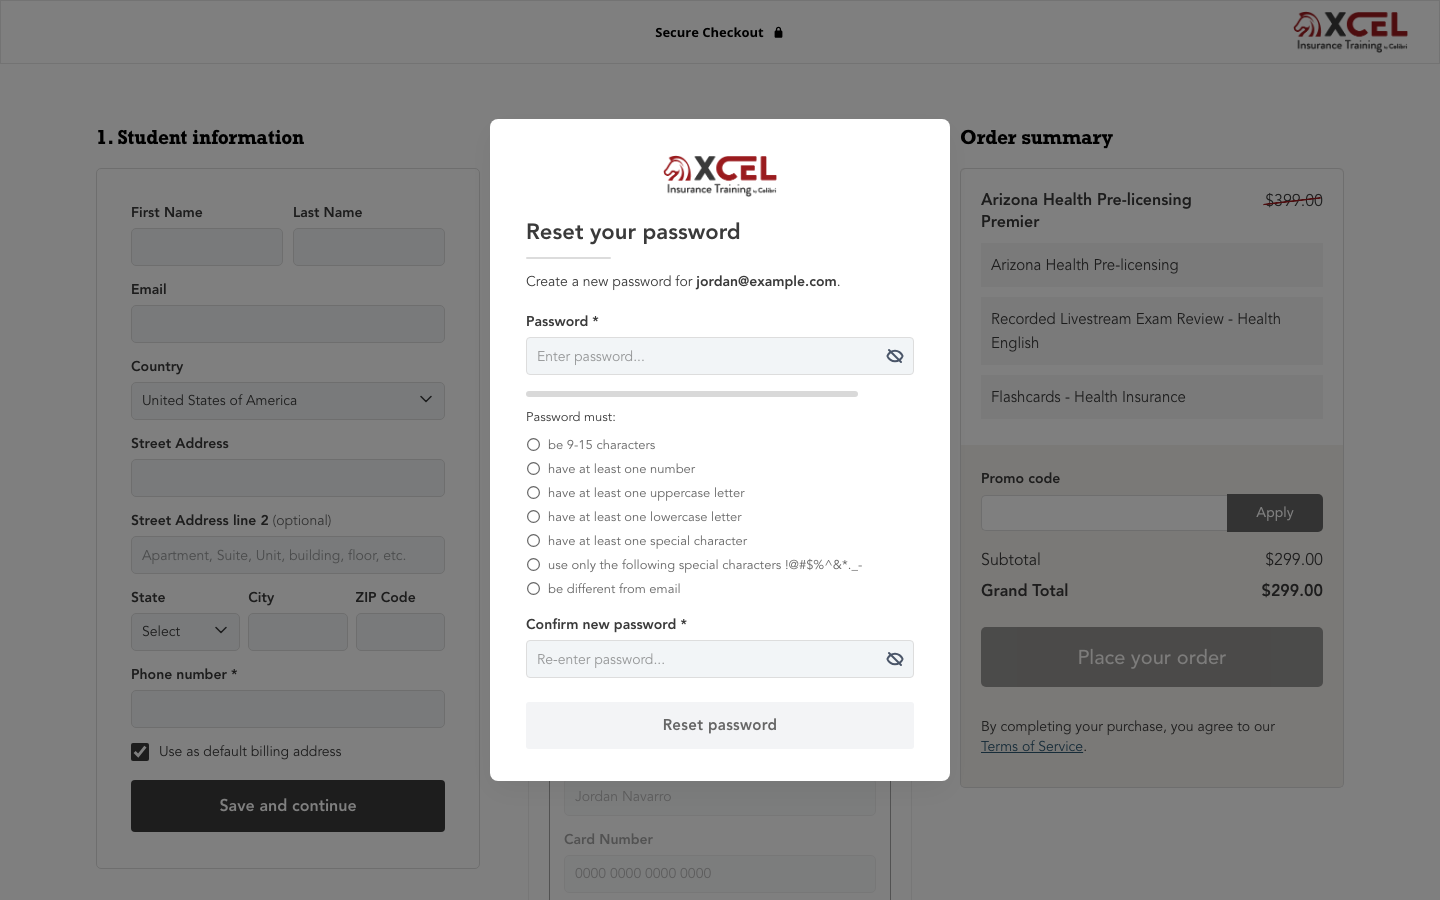 Secure Checkout
XCEL
Insurance Training by Colibri
1. Student information
First Name
Last Name
Email
Country
United States of America
Street Address
Street Address line 2 (optional)
Apartment, Suite, Unit, building, floor, etc.
State
City
ZIP Code
Select
Phone number *
Use as default billing address
Save and continue
XCEL
Insurance Training by Colibri
Reset your password
Create a new password for jordan@example.com.
Password *
Enter password...
Password must:
be 9-15 characters
have at least one number
have at least one uppercase letter
have at least one lowercase letter
have at least one special character
use only the following special characters !@#$%^&*._-
be different from email
Confirm new password *
Re-enter password...
Reset password
Jordan Navarro
Card Number
0000 0000 0000 0000
Order summary
Arizona Health Pre-licensing
Premier
$399.00
Arizona Health Pre-licensing
Recorded Livestream Exam Review - Health
English
Flashcards - Health Insurance
Promo code
Apply
Subtotal
$299.00
Grand Total
$299.00
Place your order
By completing your purchase, you agree to our
Terms of Service.